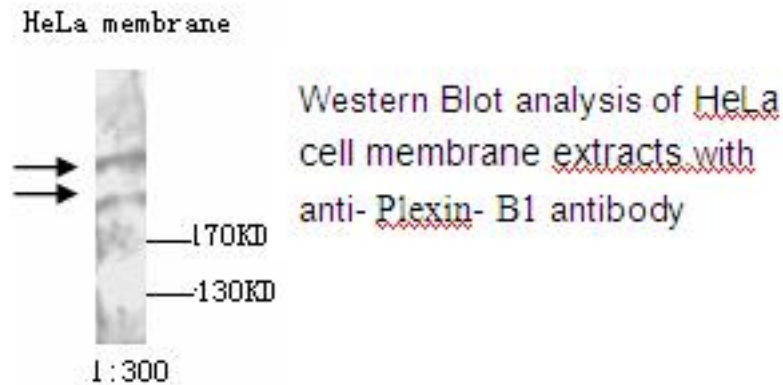 HeLa membrane
Western Blot analysis of HeLa
cell membrane extracts with
anti- Plexin- B1 antibody
170KD
130KD
1:300